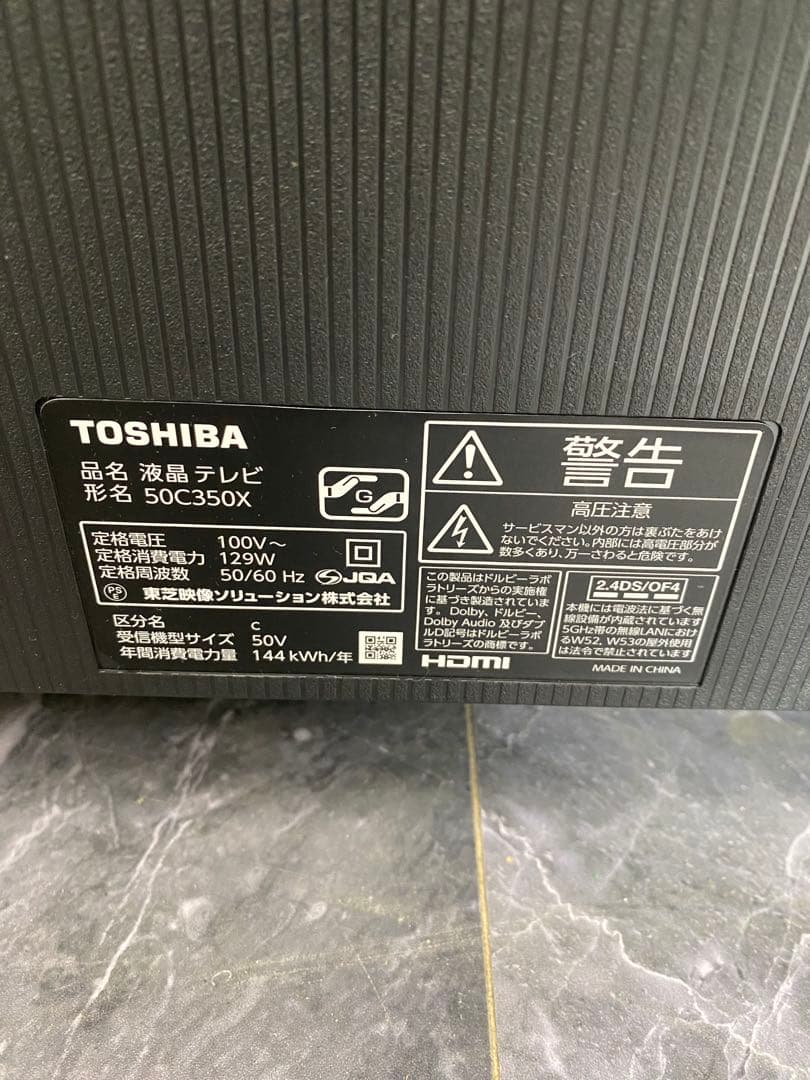 TOSHIBA
品名 液晶テレビ
形名 50C350X
G
定格電圧 100V~
定格消費電力 129W
定格周波数 50/60 Hz
JQA
PS
E
東芝映像ソリューション株式会社
区分名 c
受信機型サイズ 50V
年間消費電力量 144kWh/年
警告
高圧注意
サービスマン以外の方は裏ぶたをあけ
ないでください。内部には高電圧部分が
数多くあり、万一さわると危険です。
この製品はドルビーラボ
ラトリーズからの実施権
に基づき製造されていま
す。Dolby、ドルビー、
Dolby Audio 及びダブ
ルD記号はドルビーラボ
ラトリーズの商標です。
HDMI
2.4DS/OF4
本機には電波法に基づく無
線設備が内蔵されています
5GHz帯の無線LANにおけ
るW52、W53の屋外使用
は法令で禁止されています
MADE IN CHINA